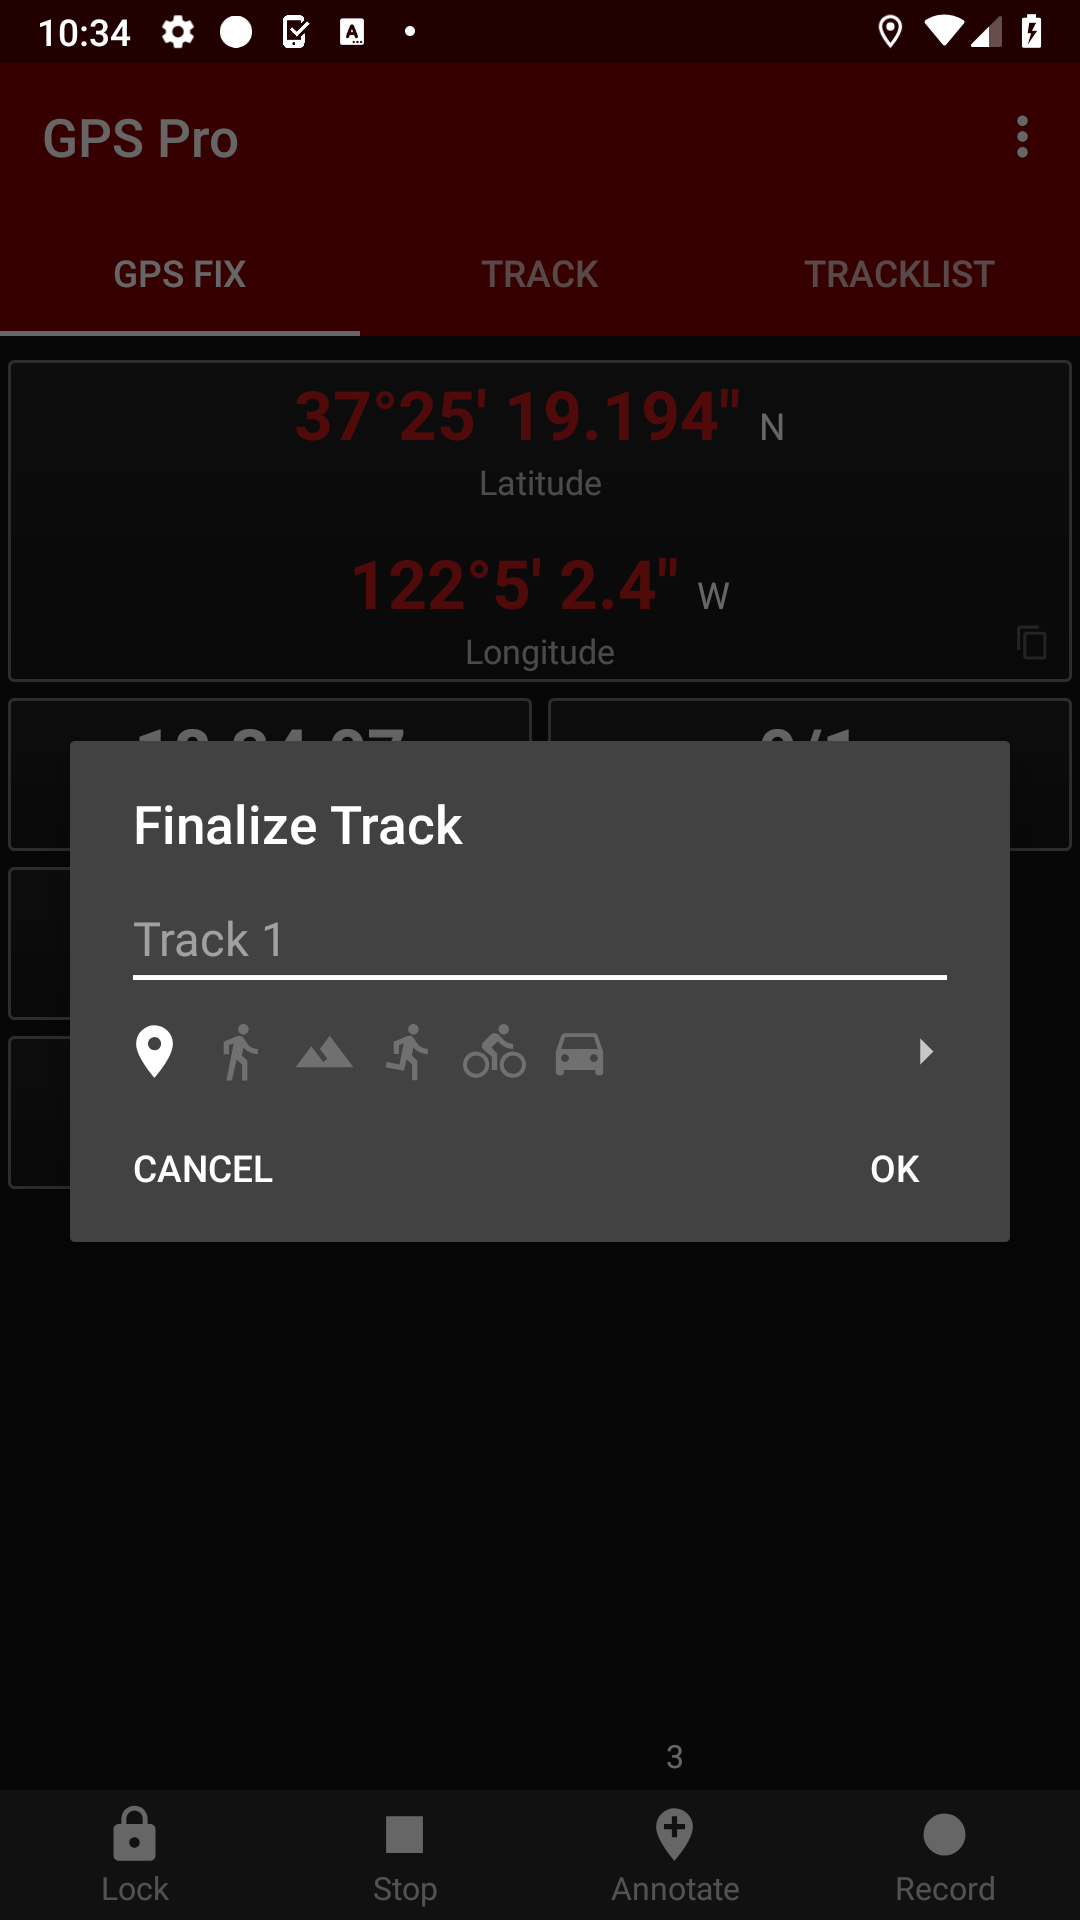 10:34
GPS Pro
GPS FIX
TRACK
TRACKLIST
37°25' 19.194" N
Latitude
122°5' 2.4" W
Longitude
Finalize Track
Track 1
CANCEL
OK
3
Lock
Stop
Annotate
Record